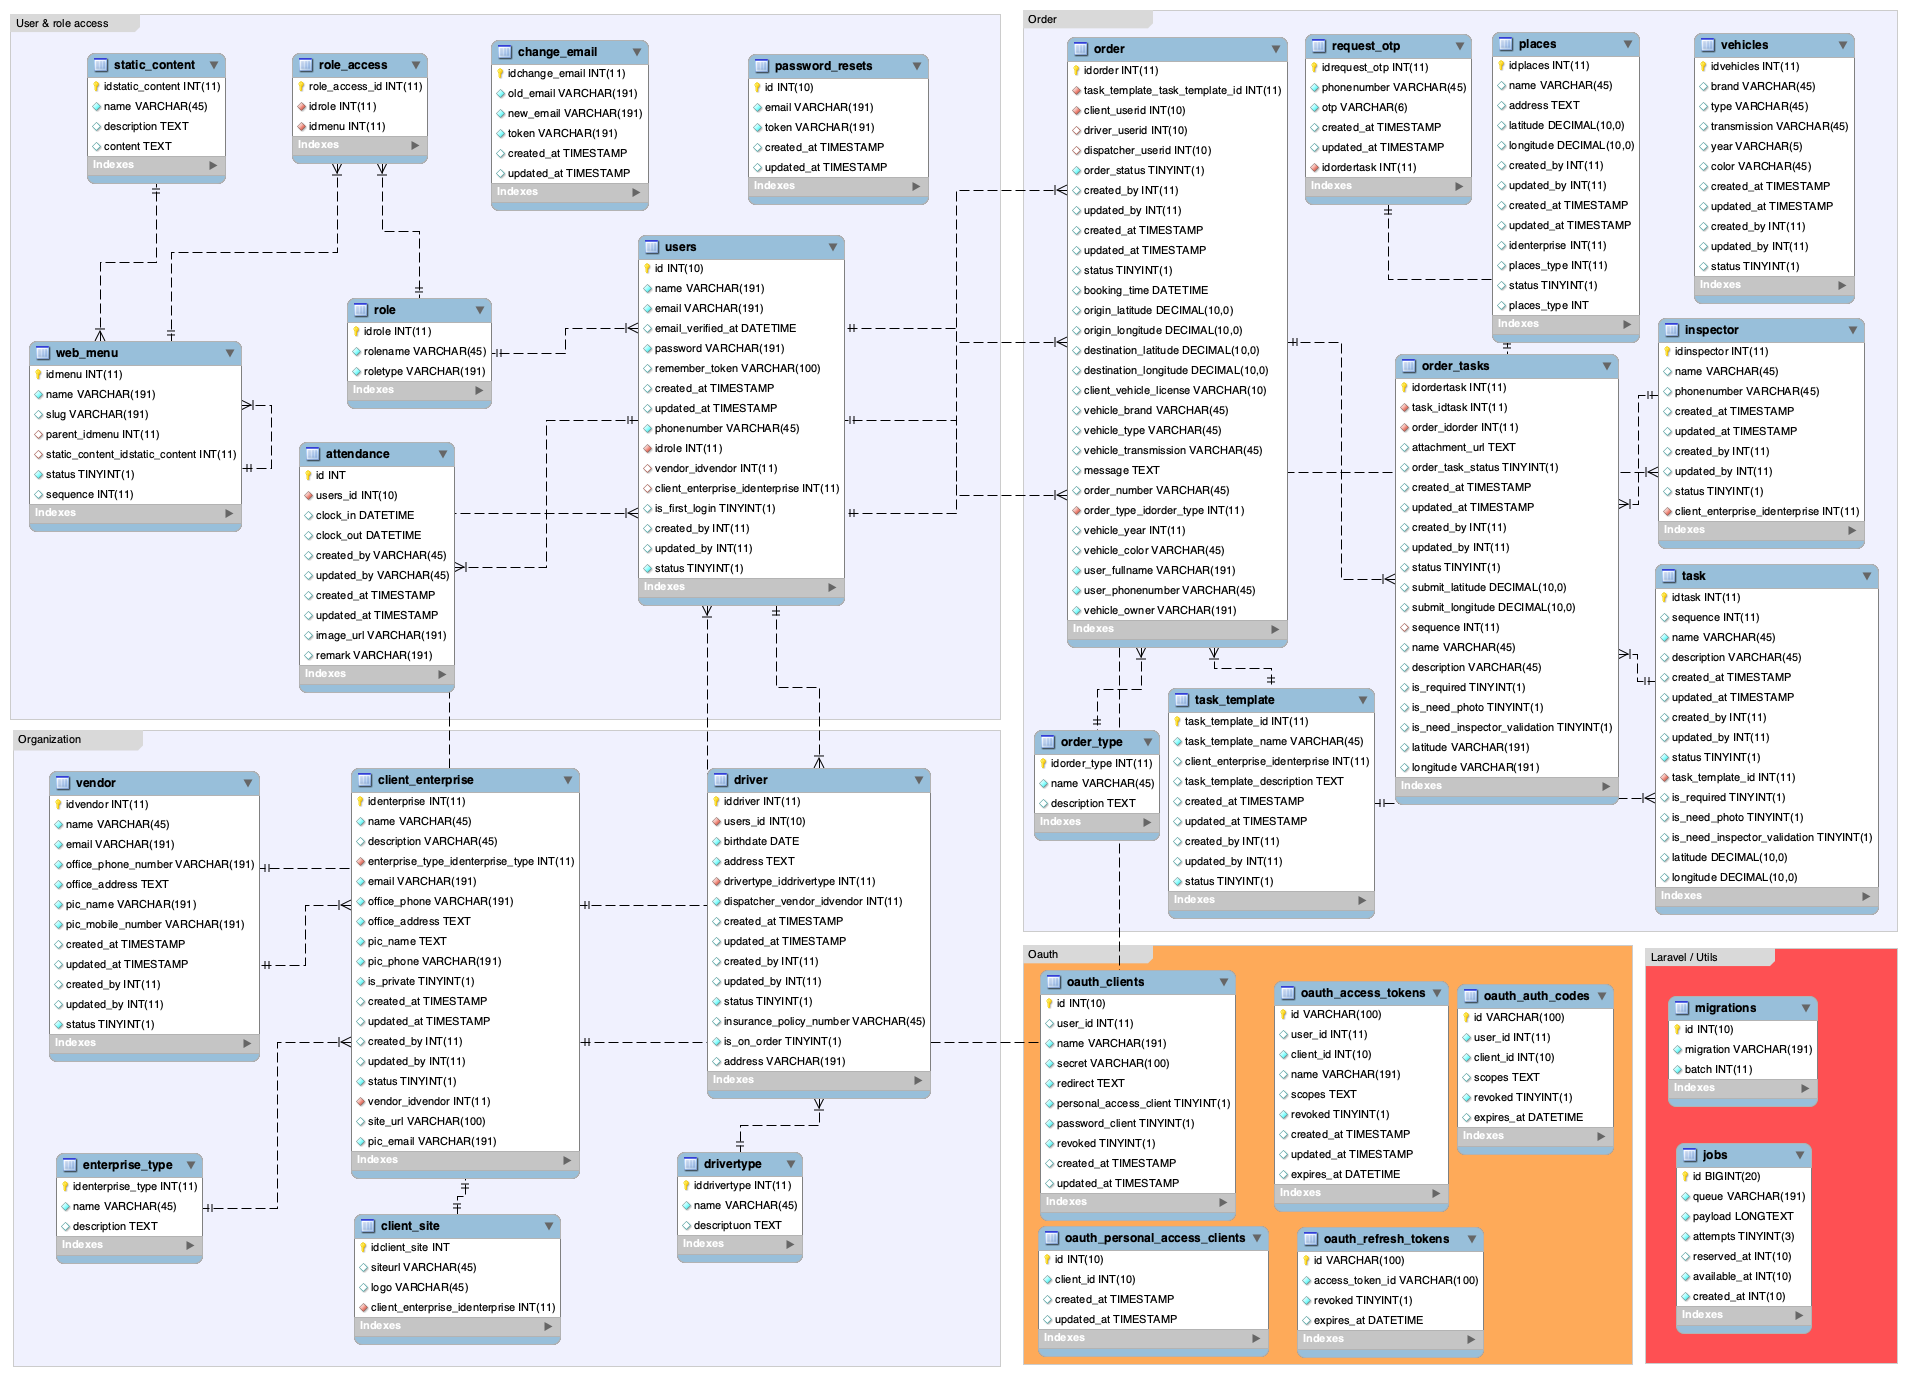 User & role access
static_content
idstatic_content INT(11)
name VARCHAR(45)
description TEXT
content TEXT
Indexes
role_access
role_access_id INT(11)
idrole INT(11)
idmenu INT(11)
Indexes
change_email
idchange_email INT(11)
old_email VARCHAR(191)
new_email VARCHAR(191)
token VARCHAR(191)
created_at TIMESTAMP
updated_at TIMESTAMP
Indexes
password_resets
id INT(10)
email VARCHAR(191)
token VARCHAR(191)
created_at TIMESTAMP
updated_at TIMESTAMP
Indexes
users
id INT(10)
name VARCHAR(191)
email VARCHAR(191)
email_verified_at DATETIME
password VARCHAR(191)
remember_token VARCHAR(100)
created_at TIMESTAMP
updated_at TIMESTAMP
phonenumber VARCHAR(45)
idrole INT(11)
vendor_idvendor INT(11)
client_enterprise_identerprise INT(11)
is_first_login TINYINT(1)
created_by INT(11)
updated_by INT(11)
status TINYINT(1)
Indexes
role
idrole INT(11)
rolename VARCHAR(45)
roletype VARCHAR(191)
Indexes
web_menu
idmenu INT(11)
name VARCHAR(191)
slug VARCHAR(191)
parent_idmenu INT(11)
static_content_idstatic_content INT(11)
status TINYINT(1)
sequence INT(11)
Indexes
attendance
id INT
users_id INT(10)
clock_in DATETIME
clock_out DATETIME
created_by VARCHAR(45)
updated_by VARCHAR(45)
created_at TIMESTAMP
updated_at TIMESTAMP
image_url VARCHAR(191)
remark VARCHAR(191)
Indexes
Order
order
idorder INT(11)
task_template_task_template_id INT(11)
client_userid INT(10)
driver_userid INT(10)
dispatcher_userid INT(10)
order_status TINYINT(1)
created_by INT(11)
updated_by INT(11)
created_at TIMESTAMP
updated_at TIMESTAMP
status TINYINT(1)
booking_time DATETIME
origin_latitude DECIMAL(10,0)
origin_longitude DECIMAL(10,0)
destination_latitude DECIMAL(10,0)
destination_longitude DECIMAL(10,0)
client_vehicle_license VARCHAR(10)
vehicle_brand VARCHAR(45)
vehicle_type VARCHAR(45)
vehicle_transmission VARCHAR(45)
message TEXT
order_number VARCHAR(45)
order_type_idorder_type INT(11)
vehicle_year INT(11)
vehicle_color VARCHAR(45)
user_fullname VARCHAR(191)
user_phonenumber VARCHAR(45)
vehicle_owner VARCHAR(191)
Indexes
request_otp
idrequest_otp INT(11)
phonenumber VARCHAR(45)
otp VARCHAR(6)
created_at TIMESTAMP
updated_at TIMESTAMP
idordertask INT(11)
Indexes
places
idplaces INT(11)
name VARCHAR(45)
address TEXT
latitude DECIMAL(10,0)
longitude DECIMAL(10,0)
created_by INT(11)
updated_by INT(11)
created_at TIMESTAMP
updated_at TIMESTAMP
identerprise INT(11)
places_type INT(11)
status TINYINT(1)
places_type INT
Indexes
vehicles
idvehicles INT(11)
brand VARCHAR(45)
type VARCHAR(45)
transmission VARCHAR(45)
year VARCHAR(5)
color VARCHAR(45)
created_at TIMESTAMP
updated_at TIMESTAMP
created_by INT(11)
updated_by INT(11)
status TINYINT(1)
Indexes
order_tasks
idordertask INT(11)
task_idtask INT(11)
order_idorder INT(11)
attachment_url TEXT
order_task_status TINYINT(1)
created_at TIMESTAMP
updated_at TIMESTAMP
created_by INT(11)
updated_by INT(11)
status TINYINT(1)
submit_latitude DECIMAL(10,0)
submit_longitude DECIMAL(10,0)
sequence INT(11)
name VARCHAR(45)
description VARCHAR(45)
is_required TINYINT(1)
is_need_photo TINYINT(1)
is_need_inspector_validation TINYINT(1)
latitude VARCHAR(191)
longitude VARCHAR(191)
Indexes
inspector
idinspector INT(11)
name VARCHAR(45)
phonenumber VARCHAR(45)
created_at TIMESTAMP
updated_at TIMESTAMP
created_by INT(11)
updated_by INT(11)
status TINYINT(1)
client_enterprise_identerprise INT(11)
Indexes
task
idtask INT(11)
sequence INT(11)
name VARCHAR(45)
description VARCHAR(45)
created_at TIMESTAMP
updated_at TIMESTAMP
created_by INT(11)
updated_by INT(11)
status TINYINT(1)
task_template_id INT(11)
is_required TINYINT(1)
is_need_photo TINYINT(1)
is_need_inspector_validation TINYINT(1)
latitude DECIMAL(10,0)
longitude DECIMAL(10,0)
Indexes
order_type
idorder_type INT(11)
name VARCHAR(45)
description TEXT
Indexes
task_template
task_template_id INT(11)
task_template_name VARCHAR(45)
client_enterprise_identerprise INT(11)
task_template_description TEXT
created_at TIMESTAMP
updated_at TIMESTAMP
created_by INT(11)
updated_by INT(11)
status TINYINT(1)
Indexes
Organization
vendor
idvendor INT(11)
name VARCHAR(45)
email VARCHAR(191)
office_phone_number VARCHAR(191)
office_address TEXT
pic_name VARCHAR(191)
pic_mobile_number VARCHAR(191)
created_at TIMESTAMP
updated_at TIMESTAMP
created_by INT(11)
updated_by INT(11)
status TINYINT(1)
Indexes
client_enterprise
identerprise INT(11)
name VARCHAR(45)
description VARCHAR(45)
enterprise_type_identerprise_type INT(11)
email VARCHAR(191)
office_phone VARCHAR(191)
office_address TEXT
pic_name TEXT
pic_phone VARCHAR(191)
is_private TINYINT(1)
created_at TIMESTAMP
updated_at TIMESTAMP
created_by INT(11)
updated_by INT(11)
status TINYINT(1)
vendor_idvendor INT(11)
site_url VARCHAR(100)
pic_email VARCHAR(191)
Indexes
driver
iddriver INT(11)
users_id INT(10)
birthdate DATE
address TEXT
drivertype_iddrivertype INT(11)
dispatcher_vendor_idvendor INT(11)
created_at TIMESTAMP
updated_at TIMESTAMP
created_by INT(11)
updated_by INT(11)
status TINYINT(1)
insurance_policy_number VARCHAR(45)
is_on_order TINYINT(1)
address VARCHAR(191)
Indexes
enterprise_type
identerprise_type INT(11)
name VARCHAR(45)
description TEXT
Indexes
client_site
idclient_site INT
siteurl VARCHAR(45)
logo VARCHAR(45)
client_enterprise_identerprise INT(11)
Indexes
drivertype
iddrivertype INT(11)
name VARCHAR(45)
descriptuon TEXT
Indexes
Oauth
oauth_clients
id INT(10)
user_id INT(11)
name VARCHAR(191)
secret VARCHAR(100)
redirect TEXT
personal_access_client TINYINT(1)
password_client TINYINT(1)
revoked TINYINT(1)
created_at TIMESTAMP
updated_at TIMESTAMP
Indexes
oauth_access_tokens
id VARCHAR(100)
user_id INT(11)
client_id INT(10)
name VARCHAR(191)
scopes TEXT
revoked TINYINT(1)
created_at TIMESTAMP
updated_at TIMESTAMP
expires_at DATETIME
Indexes
oauth_auth_codes
id VARCHAR(100)
user_id INT(11)
client_id INT(10)
scopes TEXT
revoked TINYINT(1)
expires_at DATETIME
Indexes
oauth_personal_access_clients
id INT(10)
client_id INT(10)
created_at TIMESTAMP
updated_at TIMESTAMP
Indexes
oauth_refresh_tokens
id VARCHAR(100)
access_token_id VARCHAR(100)
revoked TINYINT(1)
expires_at DATETIME
Indexes
Laravel / Utils
migrations
id INT(10)
migration VARCHAR(191)
batch INT(11)
Indexes
jobs
id BIGINT(20)
queue VARCHAR(191)
payload LONGTEXT
attempts TINYINT(3)
reserved_at INT(10)
available_at INT(10)
created_at INT(10)
Indexes